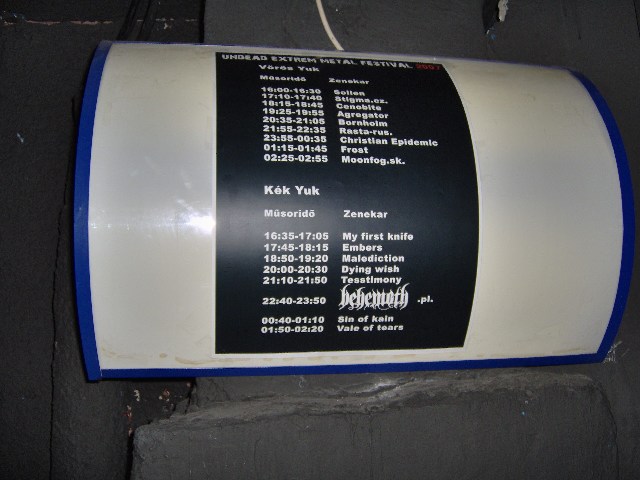 UNDEAD EXTREM METAL FESTIVAL 2007
Vörös Yuk
Müsoridö Zenekar
16:00-16:30 Sollen
17:10-17:40 Stigma.cz.
18:15-18:45 Cenobite
19:25-19:55 Agregator
20:35-21:05 Bornholm
21:55-22:35 Rasta-rus.
23:55-00:35 Christian Epidemic
01:15-01:45 Frost
02:25-02:55 Moonfog.sk.
Kék Yuk
Müsoridö Zenekar
16:35-17:05 My first knife
17:45-18:15 Embers
18:50-19:20 Malediction
20:00-20:30 Dying wish
21:10-21:50 Tesstimony
22:40-23:50 behemoth .pl.
00:40-01:10 Sin of kain
01:50-02:20 Vale of tears